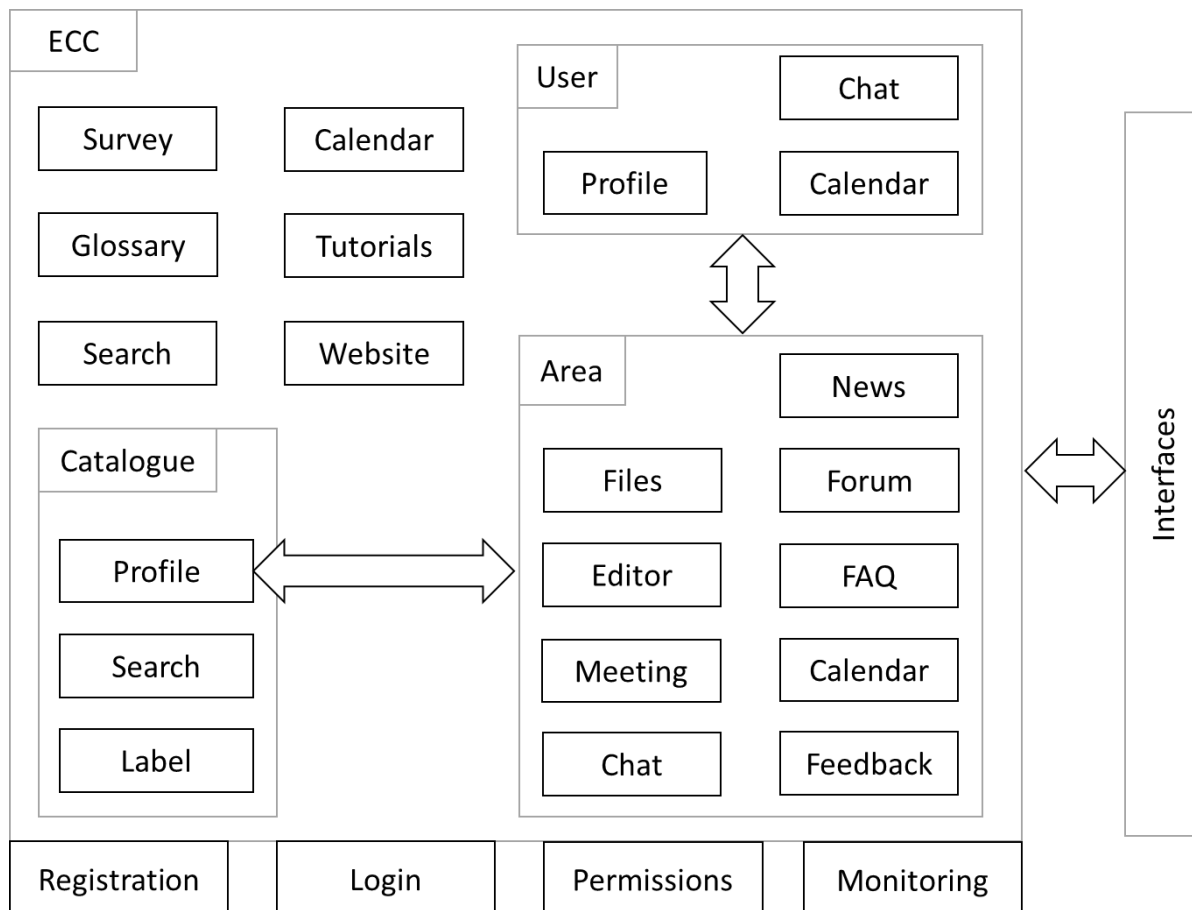 ECC
Survey
Calendar
Glossary
Tutorials
Search
Website
User
Chat
Profile
Calendar
Catalogue
Profile
Search
Label
Area
News
Files
Forum
Editor
FAQ
Meeting
Calendar
Chat
Feedback
Interfaces
Registration
Login
Permissions
Monitoring